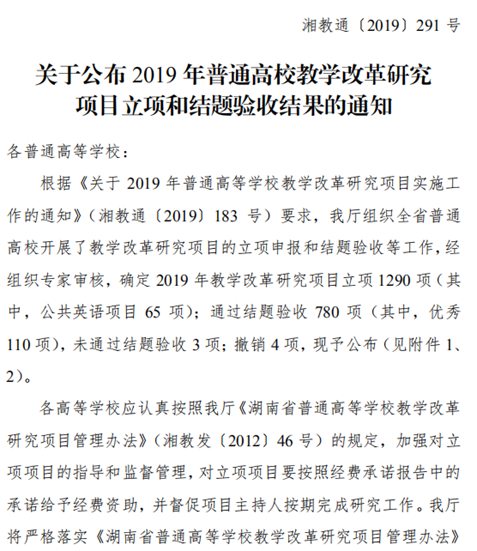 湘教通〔2019〕291 号
关于公布 2019 年普通高校教学改革研究
项目立项和结题验收结果的通知
各普通高等学校：
根据《关于 2019 年普通高等学校教学改革研究项目实施工
作的通知》（湘教通〔2019〕183 号）要求，我厅组织全省普通
高校开展了教学改革研究项目的立项申报和结题验收等工作，经
组织专家审核，确定 2019 年教学改革研究项目立项 1290 项（其
中，公共英语项目 65 项）；通过结题验收 780 项（其中，优秀
110 项），未通过结题验收 3 项；撤销 4 项，现予公布（见附件 1、
2）。
各高等学校应认真按照我厅《湖南省普通高等学校教学改革
研究项目管理办法》（湘教发〔2012〕46 号）的规定，加强对立
项项目的指导和监督管理，对立项项目要按照经费承诺报告中的
承诺给予经费资助，并督促项目主持人按期完成研究工作。我厅
将严格落实《湖南省普通高等学校教学改革研究项目管理办法》